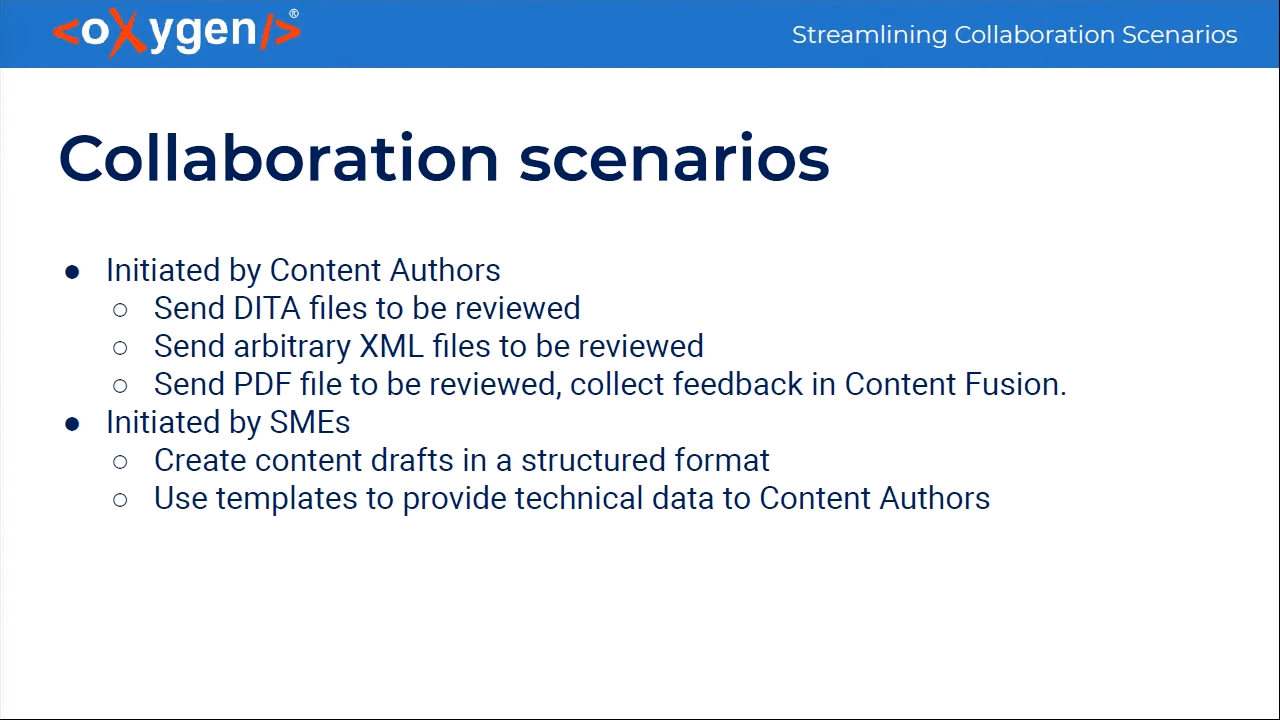 <oXygen/>®
Streamlining Collaboration Scenarios
Collaboration scenarios
● Initiated by Content Authors
○ Send DITA files to be reviewed
○ Send arbitrary XML files to be reviewed
○ Send PDF file to be reviewed, collect feedback in Content Fusion.
● Initiated by SMEs
○ Create content drafts in a structured format
○ Use templates to provide technical data to Content Authors